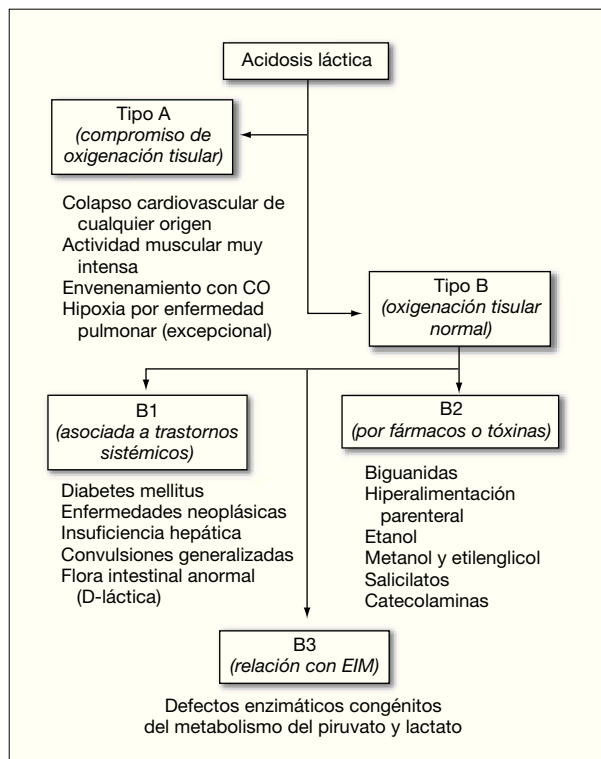 Acidosis láctica
Tipo A
(compromiso de
oxigenación tisular)
Colapso cardiovascular de
cualquier origen
Actividad muscular muy
intensa
Envenenamiento con CO
Hipoxia por enfermedad
pulmonar (excepcional)
Tipo B
(oxigenación tisular
normal)
B1
(asociada a trastornos
sistémicos)
Diabetes mellitus
Enfermedades neoplásicas
Insuficiencia hepática
Convulsiones generalizadas
Flora intestinal anormal
(D-láctica)
B2
(por fármacos o tóxinas)
Biguanidas
Hiperalimentación
parenteral
Etanol
Metanol y etilenglicol
Salicilatos
Catecolaminas
B3
(relación con EIM)
Defectos enzimáticos congénitos
del metabolismo del piruvato y lactato